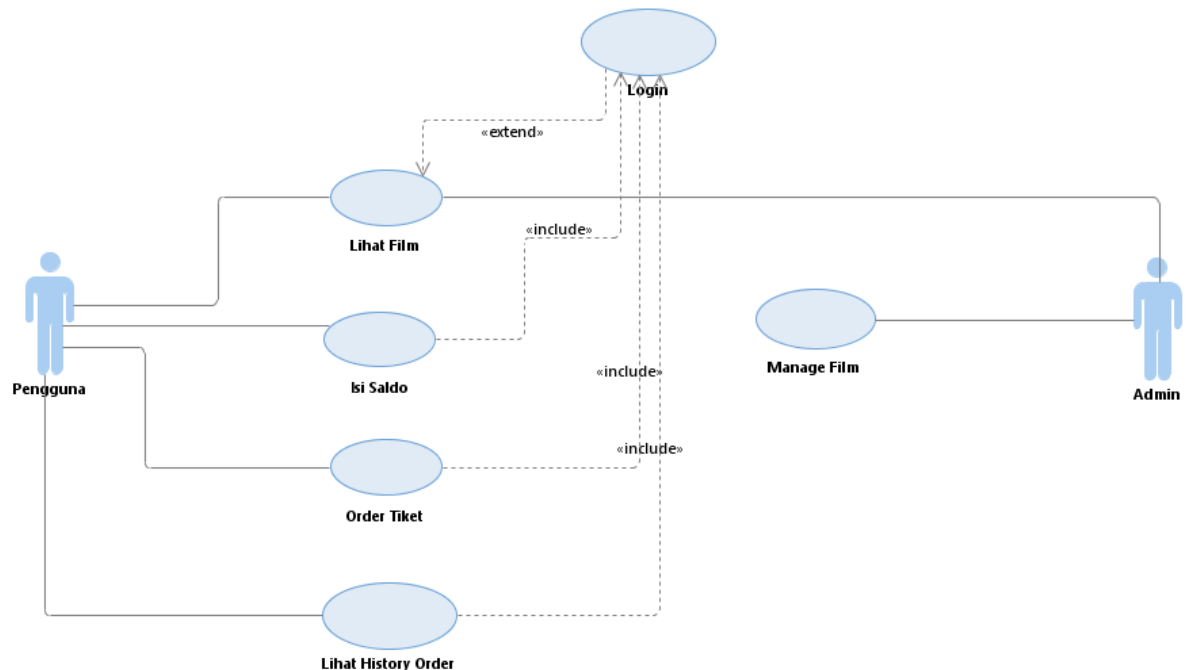 Login
«extend»
Lihat Film
«include»
Isi Saldo
Pengguna
«include»
Manage Film
Admin
«include»
Order Tiket
Lihat History Order